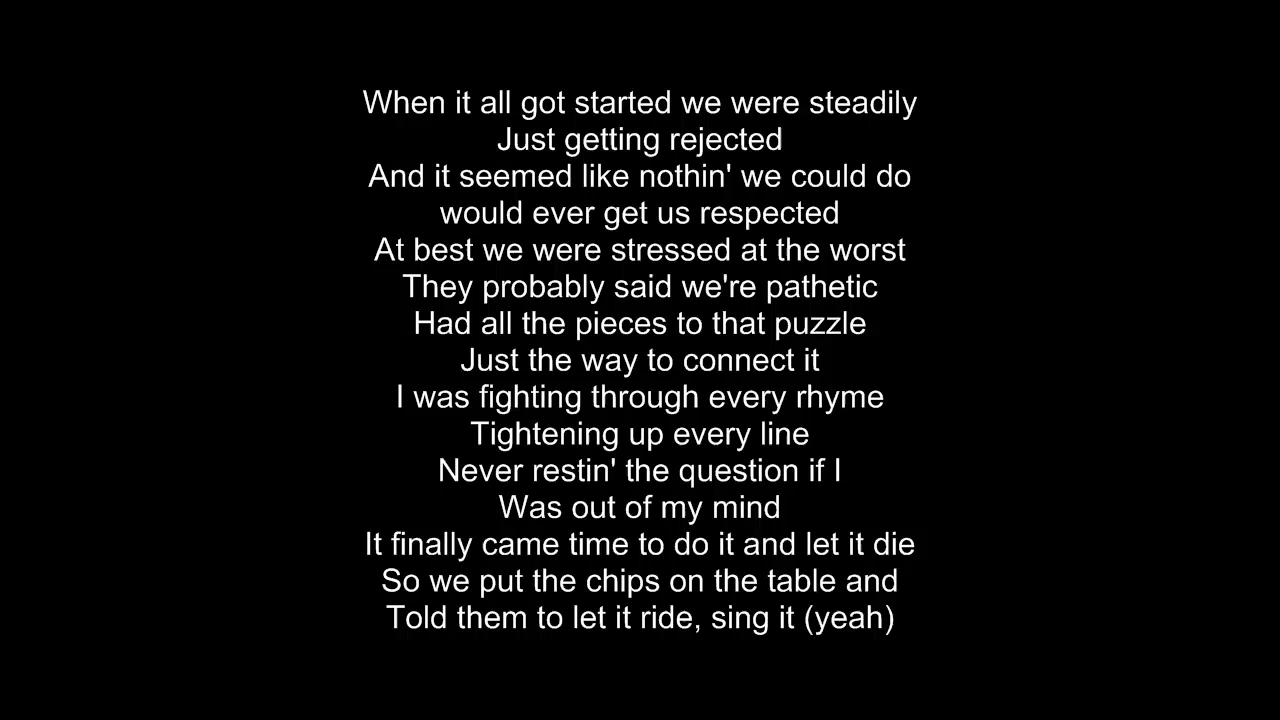 When it all got started we were steadily
Just getting rejected
And it seemed like nothin' we could do
would ever get us respected
At best we were stressed at the worst
They probably said we're pathetic
Had all the pieces to that puzzle
Just the way to connect it
I was fighting through every rhyme
Tightening up every line
Never restin' the question if I
Was out of my mind
It finally came time to do it and let it die
So we put the chips on the table and
Told them to let it ride, sing it (yeah)